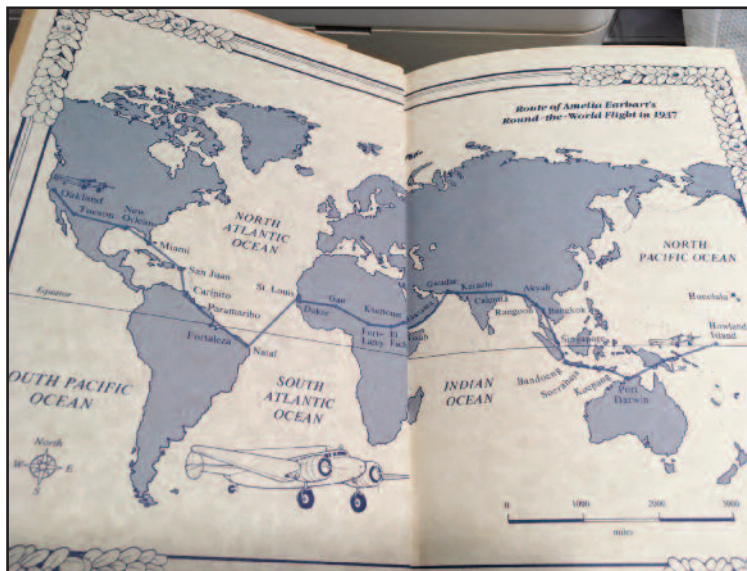 Route of Amelia Earhart's
Round-the-World Flight in 1937
Oakland
Tucson
New
Orleans
Miami
NORTH
ATLANTIC
OCEAN
San Juan
Caripito
Paramaribo
Fortaleza
Natal
Equator
St. Louis
Dakar
Gao
Fort-
Lamy
El
Gwadar
Karachi
Calcutta
Akyab
Rangoon
Bangkok
Singapore
Bandoeng
Soerabaja
Koepang
Port
Darwin
Lae
NORTH
PACIFIC OCEAN
Honolulu
Howland
Island
SOUTH PACIFIC
OCEAN
SOUTH
ATLANTIC
OCEAN
INDIAN
OCEAN
North
W
E
S
0 1000 2000 3000
miles